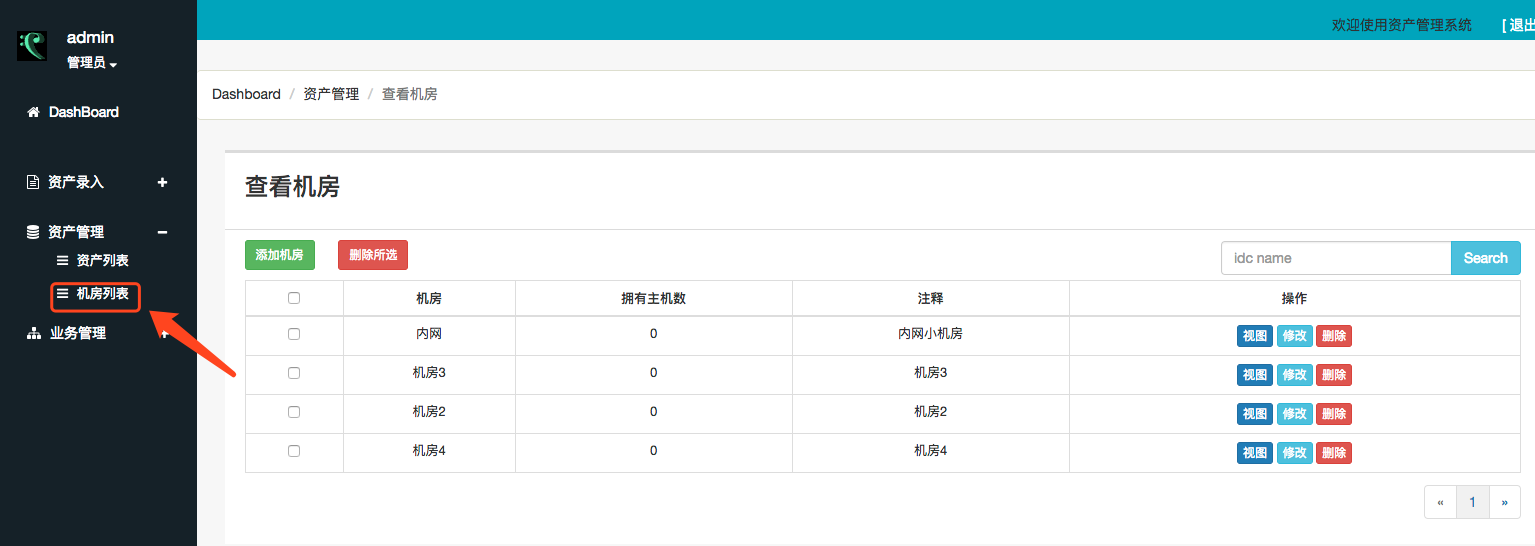 admin
管理员
DashBoard
资产录入
资产管理
资产列表
机房列表
业务管理
欢迎使用资产管理系统 [ 退出
Dashboard / 资产管理 / 查看机房
查看机房
添加机房 删除所选 idc name Search
机房 拥有主机数 注释 操作
内网 0 内网小机房 视图 修改 删除
机房3 0 机房3 视图 修改 删除
机房2 0 机房2 视图 修改 删除
机房4 0 机房4 视图 修改 删除
« 1 »